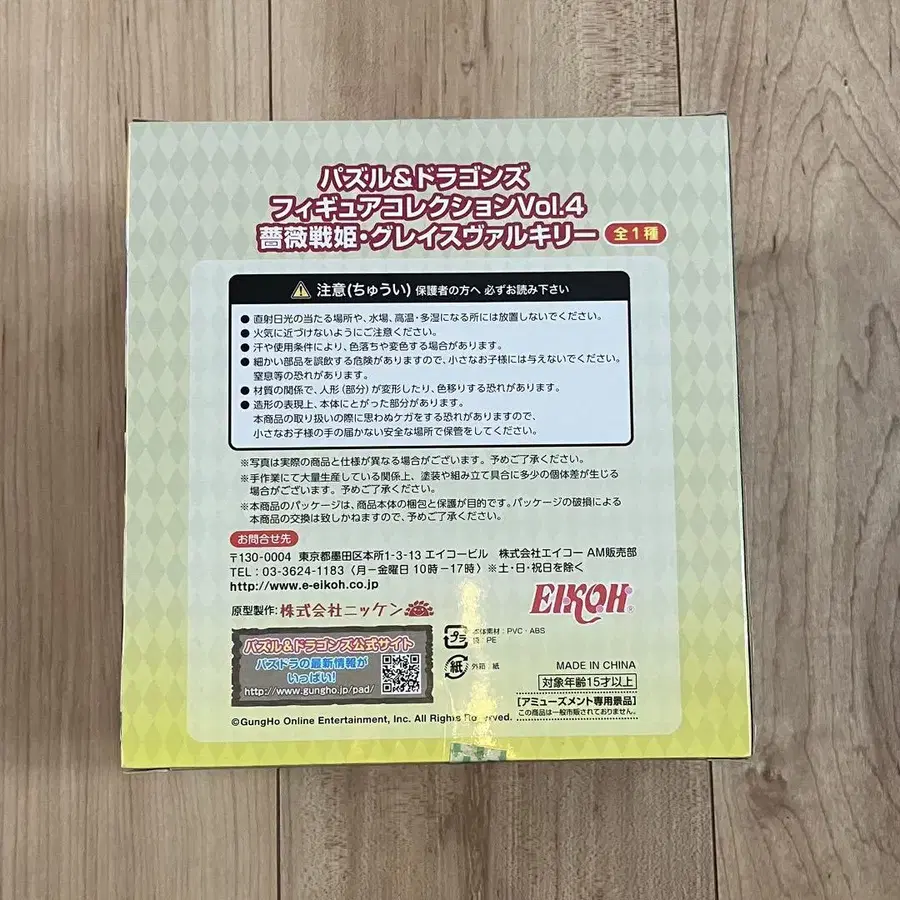 パズル&ドラゴンズ
フィギュアコレクションVol.4
薔薇戦姫・グレイスヴァルキリー 全1種
注意(ちゅうい) 保護者の方へ 必ずお読み下さい
● 直射日光の当たる場所や、水場、高温・多湿になる所には放置しないでください。
● 火気に近づけないようにご注意ください。
● 汗や使用条件により、色落ちや変色する場合があります。
● 細かい部品を誤飲する危険がありますので、小さなお子様には与えないでください。
窒息等の恐れがあります。
● 材質の関係で、人形(部分)が変形したり、色移りする恐れがあります。
● 造形の表現上、本体にとがった部分があります。
本商品の取り扱いの際に思わぬケガをする恐れがありますので、
小さなお子様の手の届かない安全な場所で保管をしてください。
※写真は実際の商品と仕様が異なる場合がございます。予めご了承ください。
※手作業にて大量生産している関係上、塗装や組み立て具合に多少の個体差が生じる
場合がございます。予めご了承ください。
※本商品のパッケージは、商品本体の梱包と保護が目的です。パッケージの破損による
本商品の交換は致しかねますので、予めご了承ください。
お問合せ先
〒130-0004 東京都墨田区本所1-3-13 エイコービル 株式会社エイコー AM販売部
TEL:03-3624-1183〈月-金曜日 10時-17時〉※土・日・祝日を除く
http://www.e-eikoh.co.jp
原型製作:株式会社ニッケン
EIKOH®
パズル&ドラゴンズ公式サイト
パズドラの最新情報が
いっぱい!
http://www.gungho.jp/pad/
プラ
本体素材:PVC・ABS
袋:PE
紙
外箱:紙
MADE IN CHINA
対象年齢15才以上
[アミューズメント専用景品]
この商品は一般市販されておりません。
©GungHo Online Entertainment, Inc. All Rights Reserved.